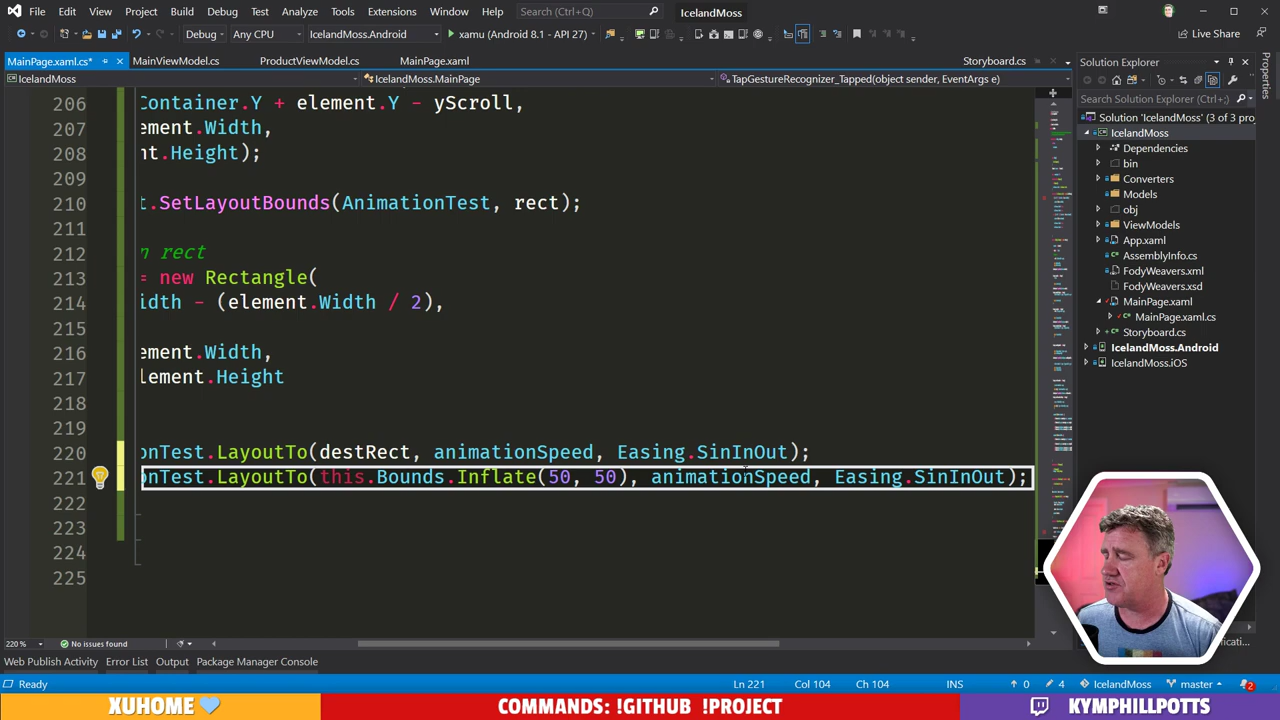 File Edit View Git Project Build Debug Test Analyze Tools Extensions Window Help Search (Ctrl+Q) IcelandMoss
Debug Any CPU IcelandMoss.Android xamu (Android 8.1 - API 27) Live Share
MainPage.xaml.cs* MainViewModel.cs ProductViewModel.cs MainPage.xaml Storyboard.cs
IcelandMoss IcelandMoss.MainPage TapGestureRecognizer_Tapped(object sender, EventArgs e)
206 Container.Y + element.Y - yScroll,
207 ement.Width,
208 nt.Height);
209
210 t.SetLayoutBounds(AnimationTest, rect);
211
212 n rect
213 = new Rectangle(
214 idth - (element.Width / 2),
215
216 ement.Width,
217 lement.Height
218
219
220 onTest.LayoutTo(destRect, animationSpeed, Easing.SinInOut);
221 onTest.LayoutTo(this.Bounds.Inflate(50, 50), animationSpeed, Easing.SinInOut);
222
223
224
225
220 % No issues found
Solution Explorer
Search Solution Explorer (Ctrl+;)
Solution 'IcelandMoss' (3 of 3 pro
IcelandMoss
Dependencies
bin
Converters
Models
obj
ViewModels
App.xaml
AssemblyInfo.cs
FodyWeavers.xml
FodyWeavers.xsd
MainPage.xaml
MainPage.xaml.cs
Storyboard.cs
IcelandMoss.Android
IcelandMoss.iOS
Properties
Web Publish Activity Error List Output Package Manager Console
Ready Ln 221 Col 104 Ch 104 INS 0 4 IcelandMoss master 2
XUHOME COMMANDS: !GITHUB !PROJECT KYMPHILLPOTTS